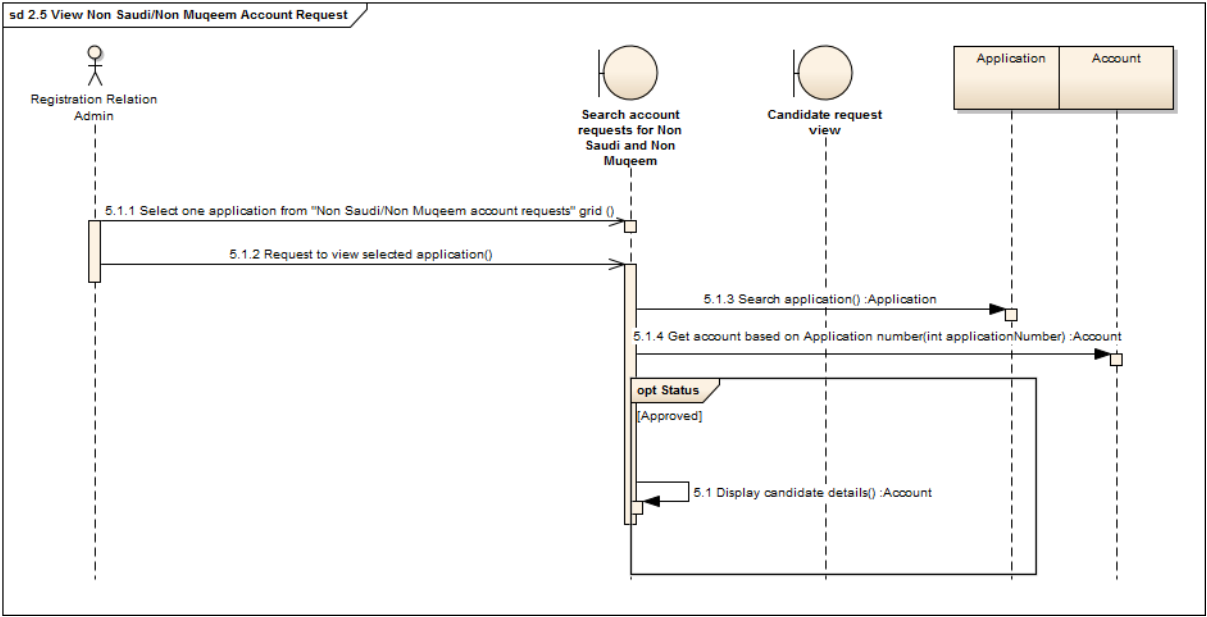 sd 2.5 View Non Saudi/Non Muqeem Account Request
Registration Relation
Admin
Search account
requests for Non
Saudi and Non
Muqeem
Candidate request
view
Application
Account
5.1.1 Select one application from "Non Saudi/Non Muqeem account requests" grid ()
5.1.2 Request to view selected application()
5.1.3 Search application() :Application
5.1.4 Get account based on Application number(int applicationNumber) :Account
opt Status
[Approved]
5.1 Display candidate details() :Account